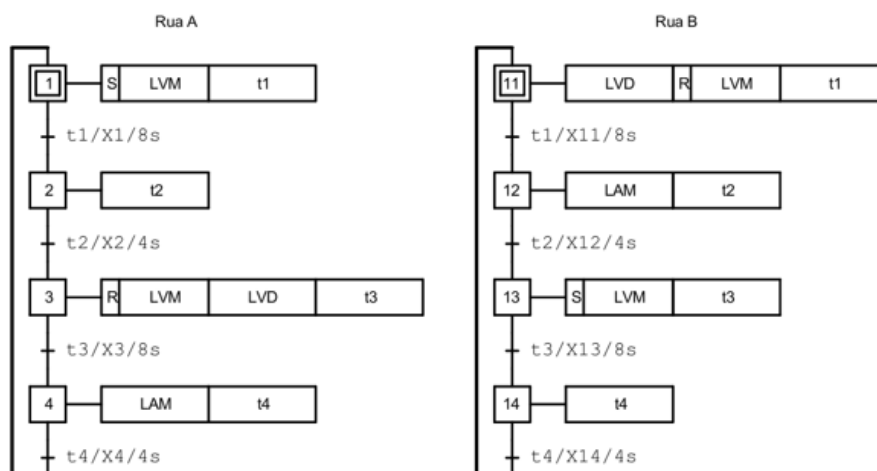 Rua A
1 S LVM t1
t1/X1/8s
2 t2
t2/X2/4s
3 R LVM LVD t3
t3/X3/8s
4 LAM t4
t4/X4/4s
Rua B
11 LVD R LVM t1
t1/X11/8s
12 LAM t2
t2/X12/4s
13 S LVM t3
t3/X13/8s
14 t4
t4/X14/4s